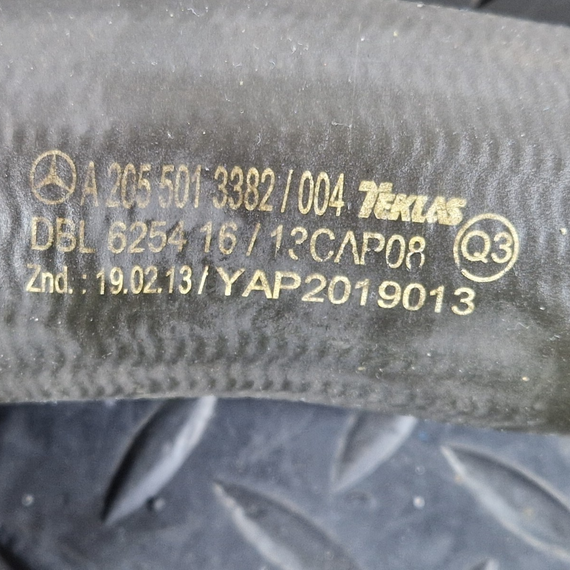 A 205 501 3382 / 004 TEKLAS
DBL 6254 16 / 13CAP08 Q3
Znd. : 19.02.13 / YAP2019013